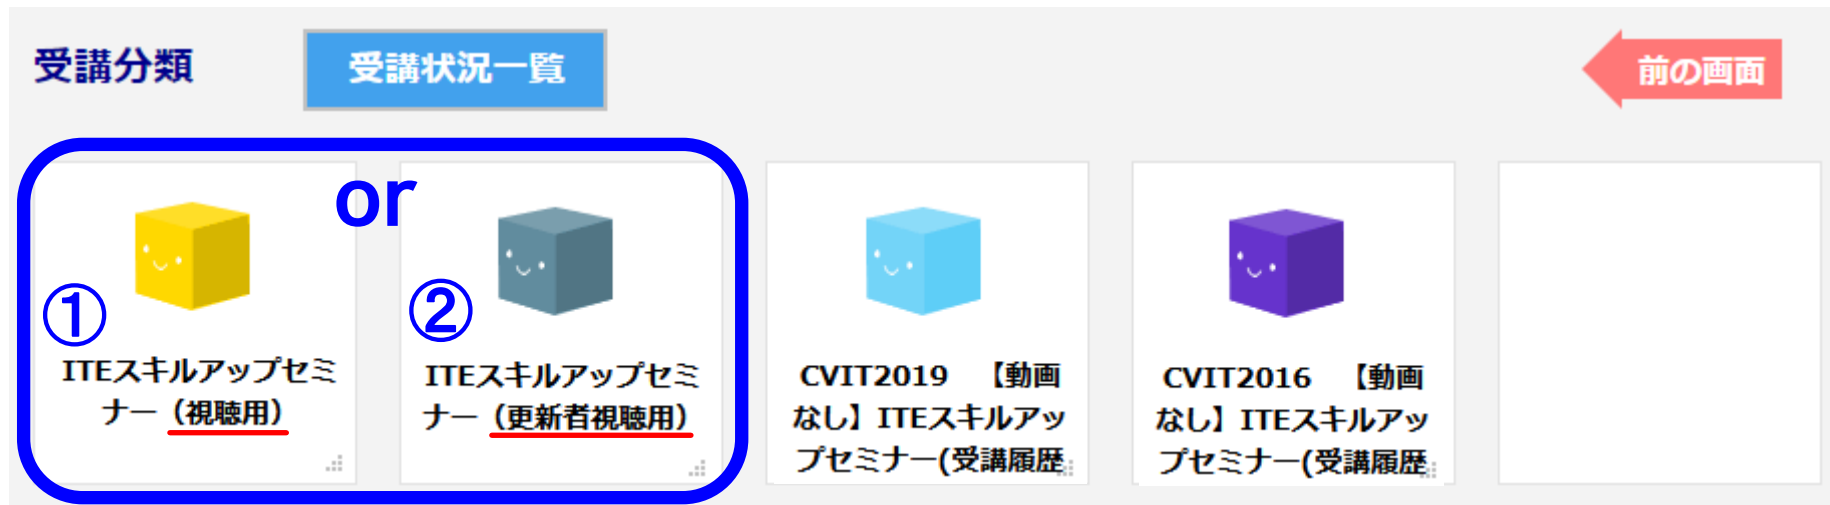 受講分類
受講状況一覧
前の画面
or
①
ITEスキルアップセミ
ナー（視聴用）
②
ITEスキルアップセミ
ナー（更新者視聴用）
CVIT2019　【動画
なし】ITEスキルアッ
プセミナー(受講履歴
CVIT2016　【動画
なし】ITEスキルアッ
プセミナー(受講履歴